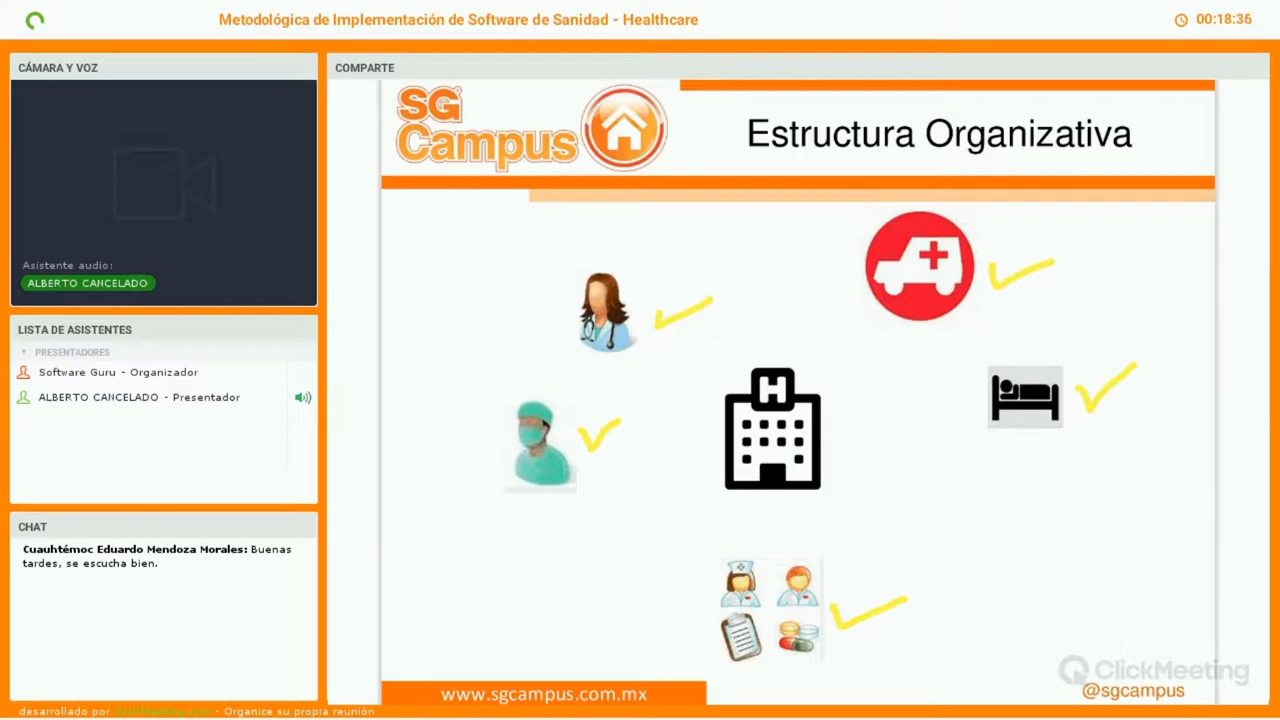 Metodológica de Implementación de Software de Sanidad - Healthcare
00:18:36
CÁMARA Y VOZ
Asistente audio:
ALBERTO CANCELADO
LISTA DE ASISTENTES
PRESENTADORES
Software Guru - Organizador
ALBERTO CANCELADO - Presentador
CHAT
Cuauhtémoc Eduardo Mendoza Morales: Buenas
tardes, se escucha bien.
COMPARTE
SG
Campus
Estructura Organizativa
H
www.sgcampus.com.mx
ClickMeeting
@sgcampus
desarrollado por ClickMeeting.com - Organice su propia reunión